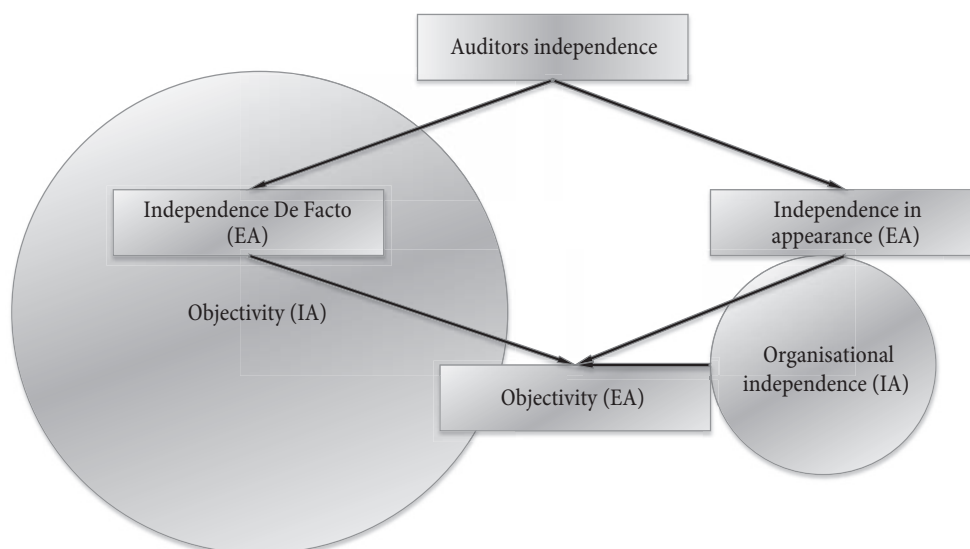 Auditors independence
Independence De Facto
(EA)
Independence in
appearance (EA)
Objectivity (IA)
Organisational
independence (IA)
Objectivity (EA)